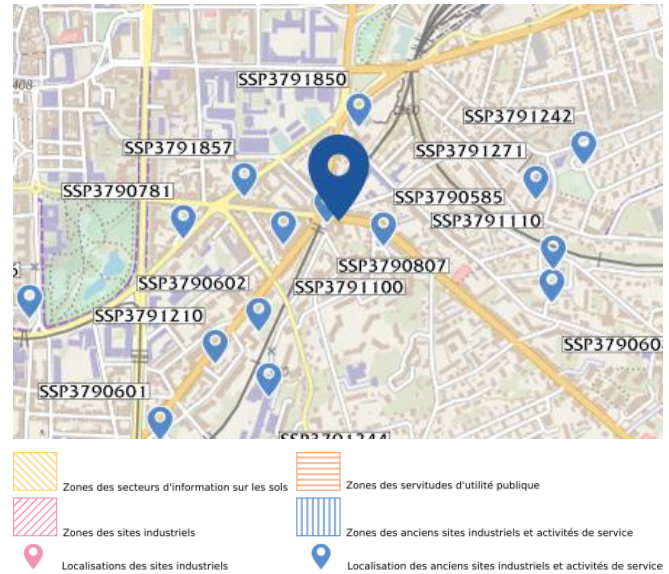 SSP3791850
SSP3791242
SSP3791857
SSP3791271
SSP3790781
SSP3790585
SSP3791110
SSP3790807
SSP3790602
SSP3791100
SSP3791210
SSP379060
SSP3790601
SSP3791244
Zones des secteurs d'information sur les sols
Zones des servitudes d'utilité publique
Zones des sites industriels
Zones des anciens sites industriels et activités de service
Localisations des sites industriels
Localisation des anciens sites industriels et activités de service